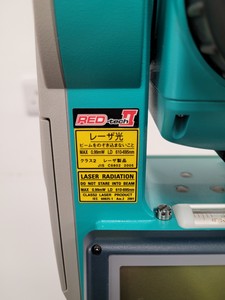 RED-tech II
レーザ光
ビームをのぞき込まないこと
MAX 0.99mW LD 610-695nm
クラス2 レーザ製品
JIS C6802 2005
LASER RADIATION
DO NOT STARE INTO BEAM
MAX 0.99mW LD 610-695nm
CLASS2 LASER PRODUCT
IEC 60825-1 Am.2 2001